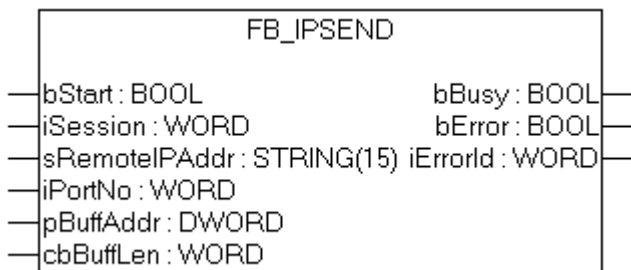 FB_IPSEND
bStart : BOOL bBusy : BOOL
iSession : WORD bError : BOOL
sRemoteIPAddr : STRING(15) iErrorId : WORD
iPortNo : WORD
pBuffAddr : DWORD
cbBuffLen : WORD